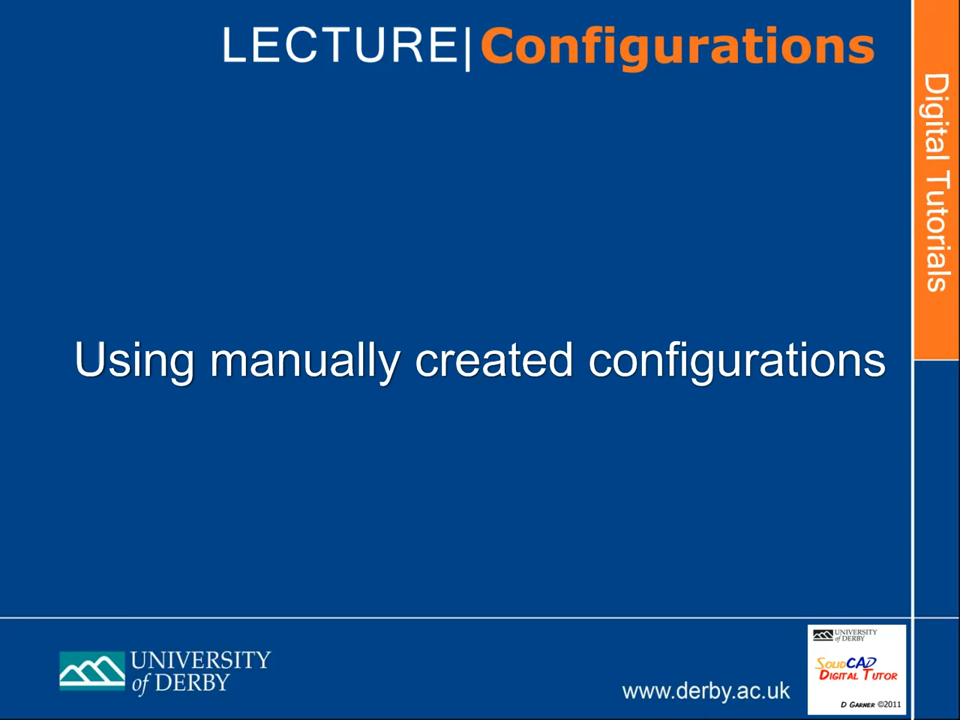 LECTURE|Configurations
Digital Tutorials
Using manually created configurations
UNIVERSITY
of DERBY
www.derby.ac.uk
UNIVERSITY
of DERBY
SOLIDCAD
DIGITAL TUTOR
D GARNER ©2011